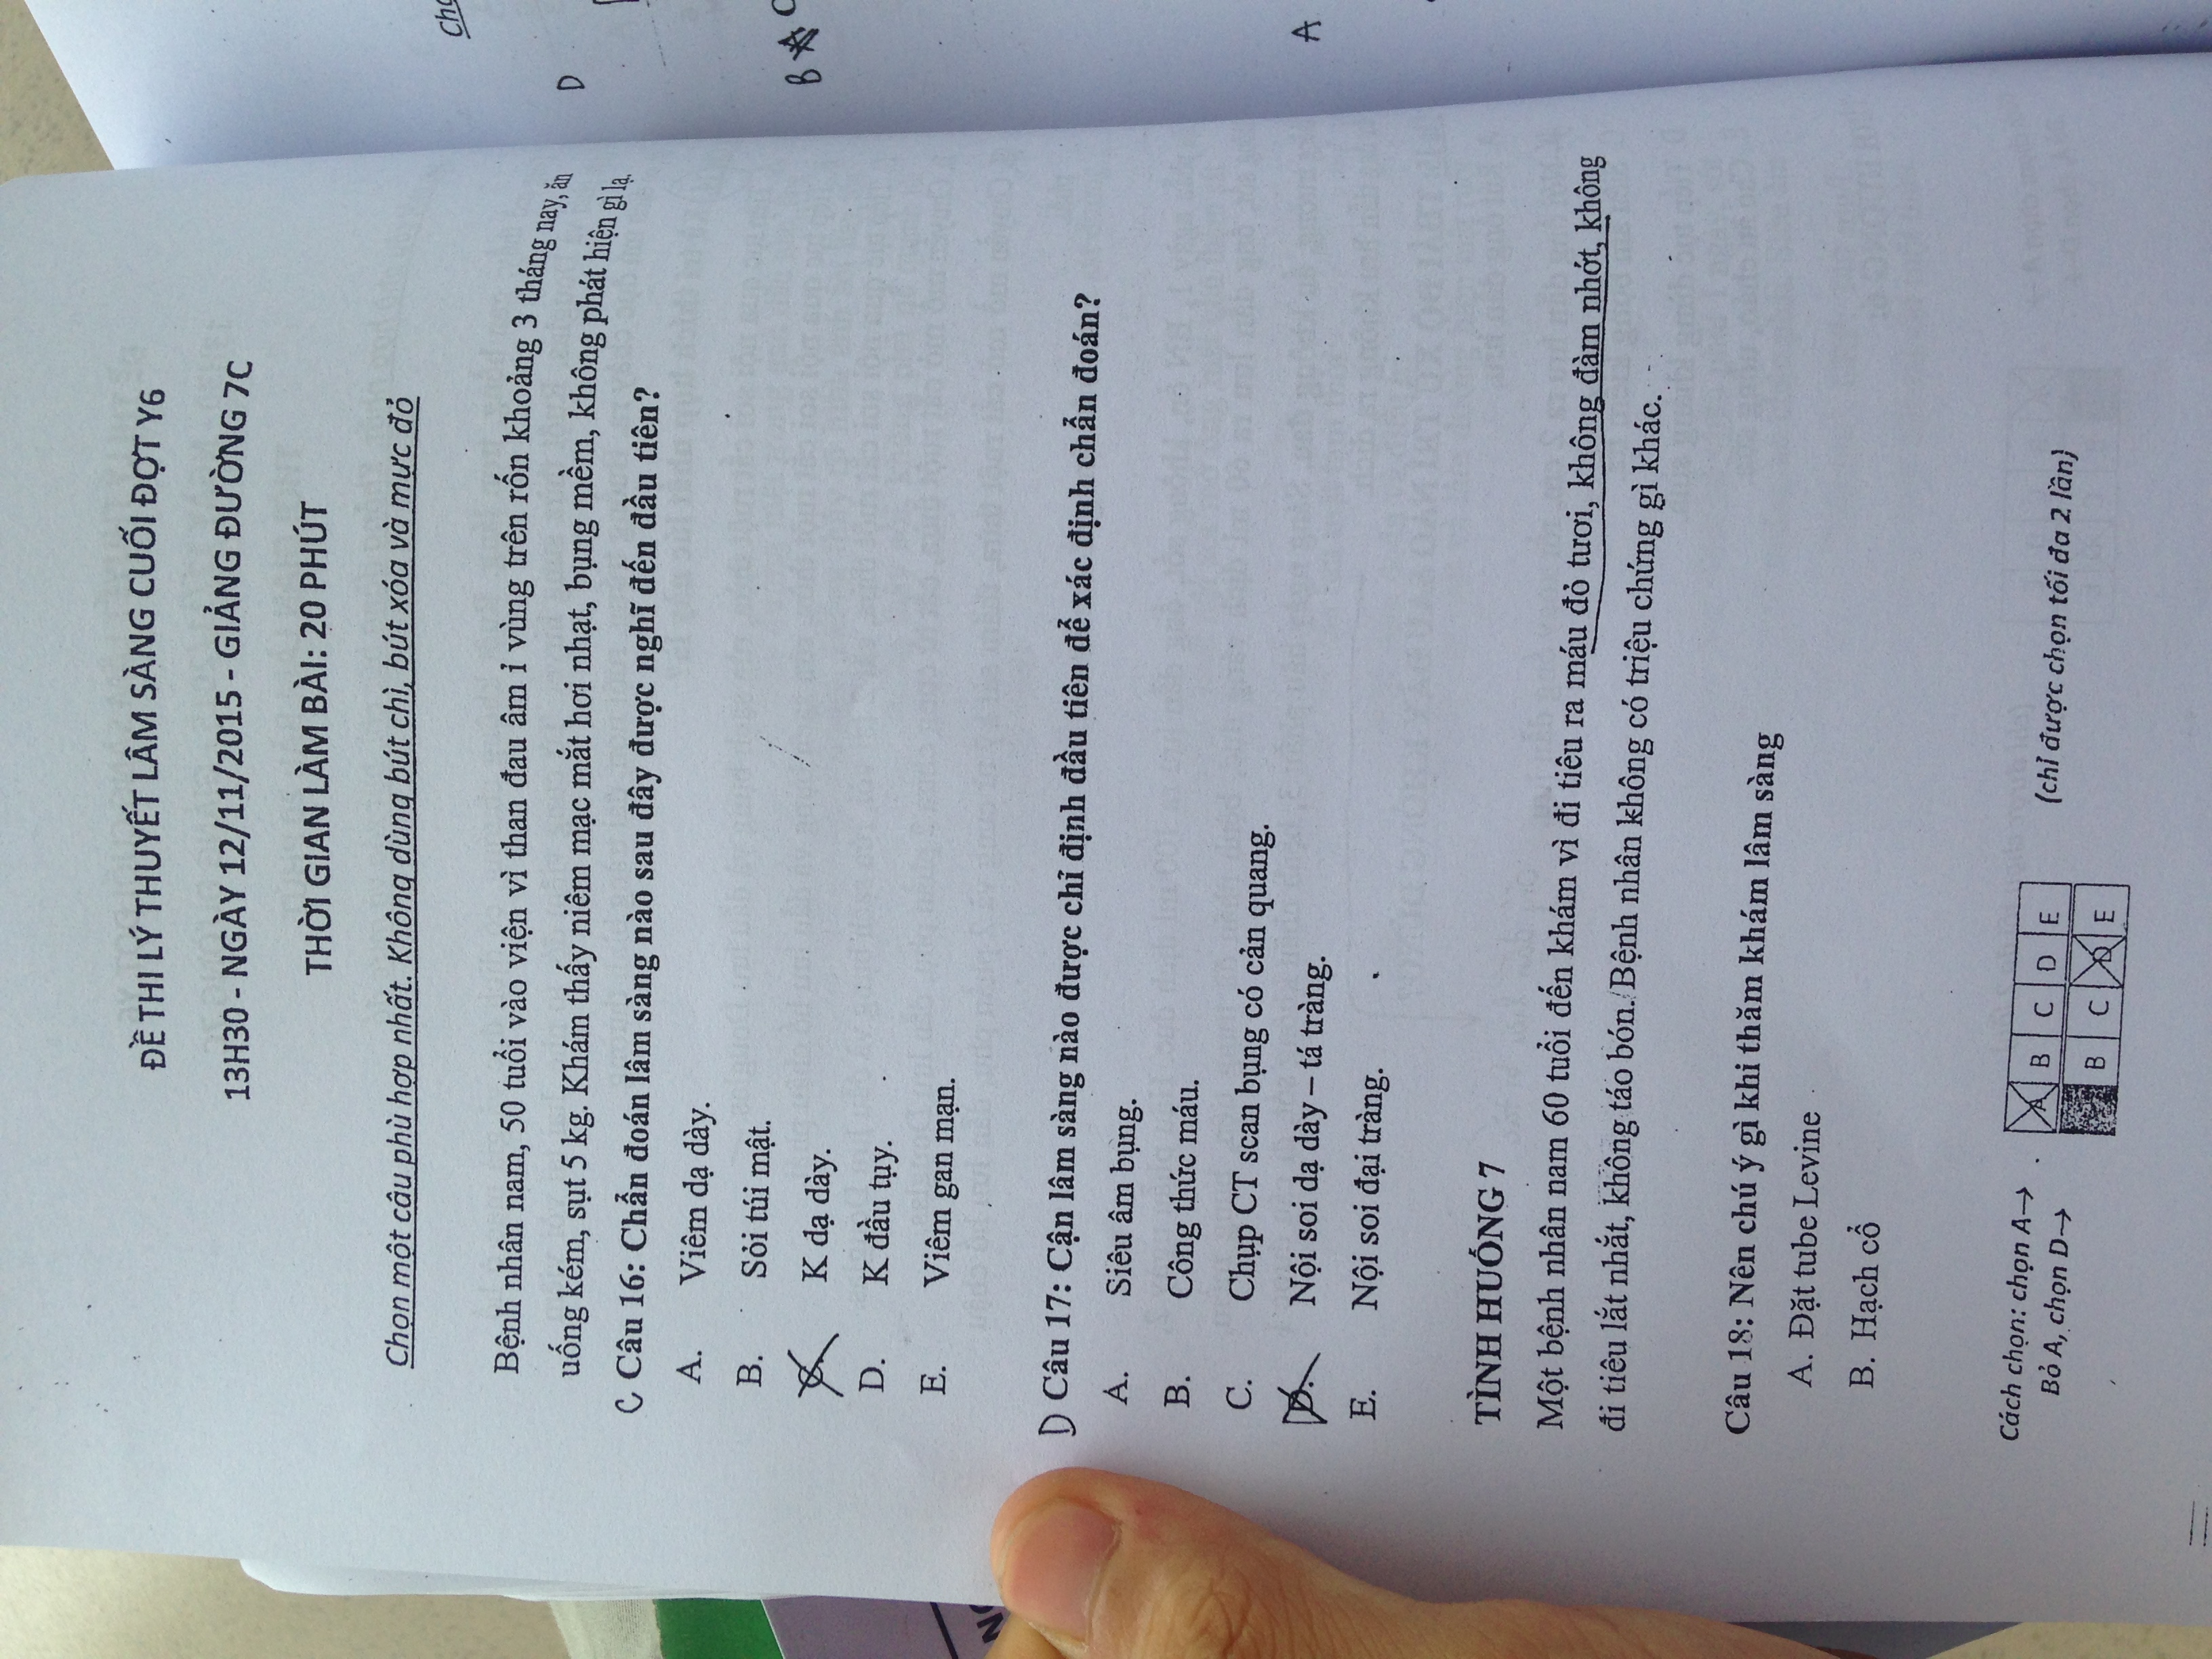 ĐỀ THI LÝ THUYẾT LÂM SÀNG CUỐI ĐỢT Y6
13H30 - NGÀY 12/11/2015 - GIẢNG ĐƯỜNG 7C
THỜI GIAN LÀM BÀI: 20 PHÚT
Chọn một câu phù hợp nhất. Không dùng bút chì, bút xóa và mực đỏ
Bệnh nhân nam, 50 tuổi vào viện vì than đau âm ỉ vùng trên rốn khoảng 3 tháng nay, ăn
uống kém, sụt 5 kg. Khám thấy niêm mạc mắt hơi nhạt, bụng mềm, không phát hiện gì lạ.
C Câu 16: Chẩn đoán lâm sàng nào sau đây được nghĩ đến đầu tiên?
A. Viêm dạ dày.
B. Sỏi túi mật.
C. K dạ dày.
D. K đầu tụy.
E. Viêm gan mạn.
D Câu 17: Cận lâm sàng nào được chỉ định đầu tiên để xác định chẩn đoán?
A. Siêu âm bụng.
B. Công thức máu.
C. Chụp CT scan bụng có cản quang.
D. Nội soi dạ dày – tá tràng.
E. Nội soi đại tràng.
TÌNH HUỐNG 7
Một bệnh nhân nam 60 tuổi đến khám vì đi tiêu ra máu đỏ tươi, không đàm nhớt, không
đi tiêu lắt nhắt, không táo bón. Bệnh nhân không có triệu chứng gì khác.
Câu 18: Nên chú ý gì khi thăm khám lâm sàng
A. Đặt tube Levine
B. Hạch cổ
Cách chọn: chọn A→ A B C D E
(chỉ được chọn tối đa 2 lần)
Bỏ A, chọn D→ B C D E
D
B A C
A